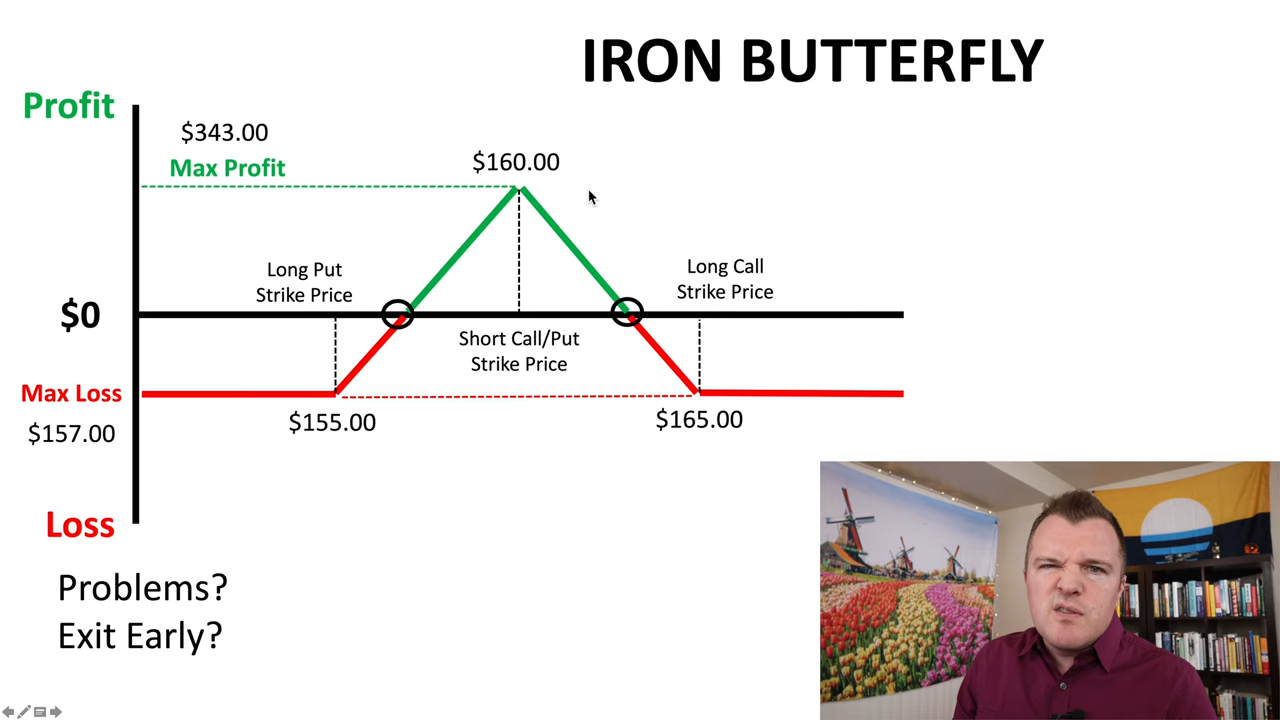 IRON BUTTERFLY
Profit
$343.00
Max Profit
$160.00
Long Put
Strike Price
Long Call
Strike Price
$0
Short Call/Put
Strike Price
Max Loss
$157.00
$155.00
$165.00
Loss
Problems?
Exit Early?